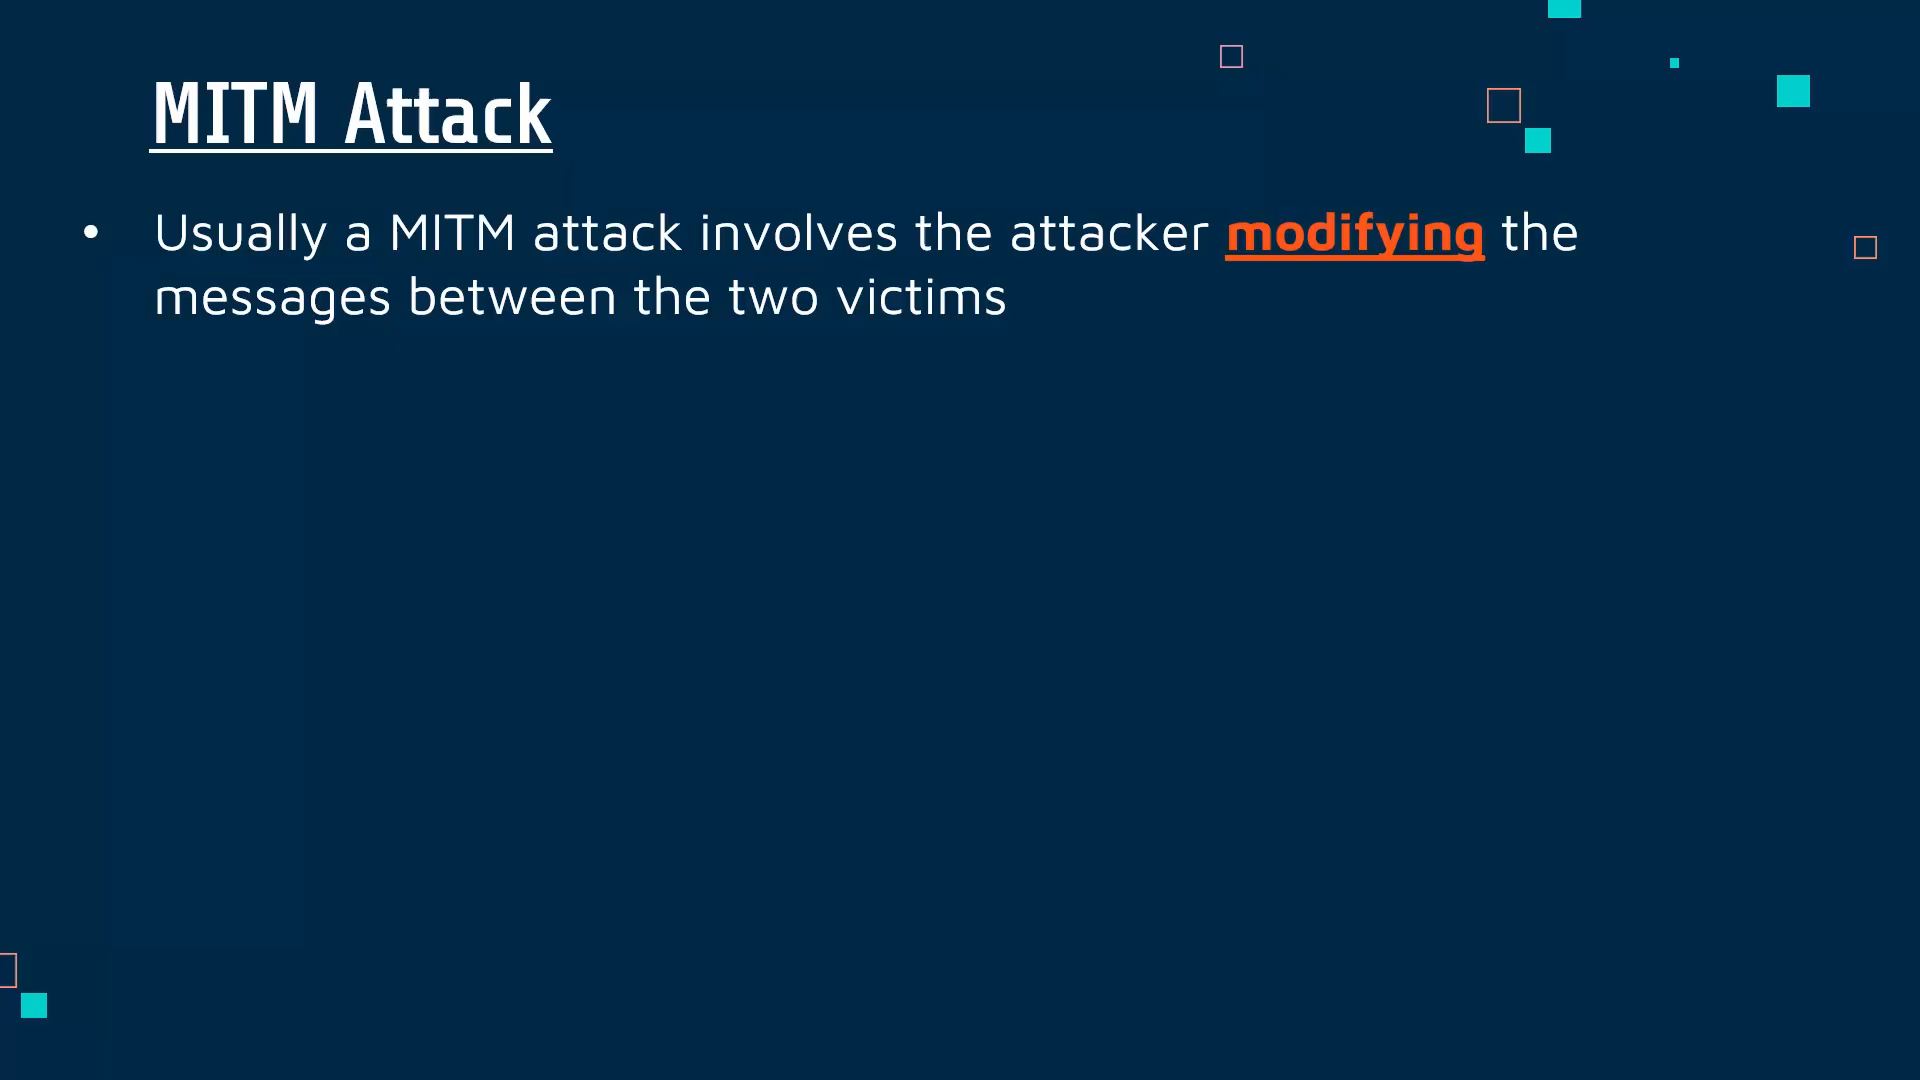 MITM Attack
• Usually a MITM attack involves the attacker modifying the
messages between the two victims